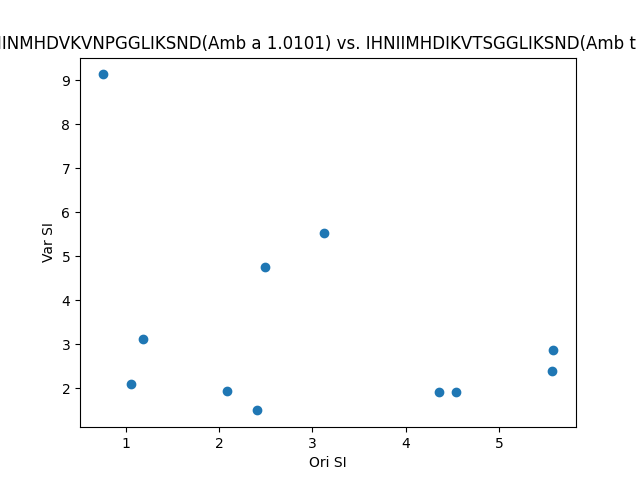 INMHDVKVNPGGLIKSND(Amb a 1.0101) vs. IHNIIMHDIKVTSGGLIKSND(Amb t
9
8
7
6
5
4
3
2
Var SI
1 2 3 4 5
Ori SI